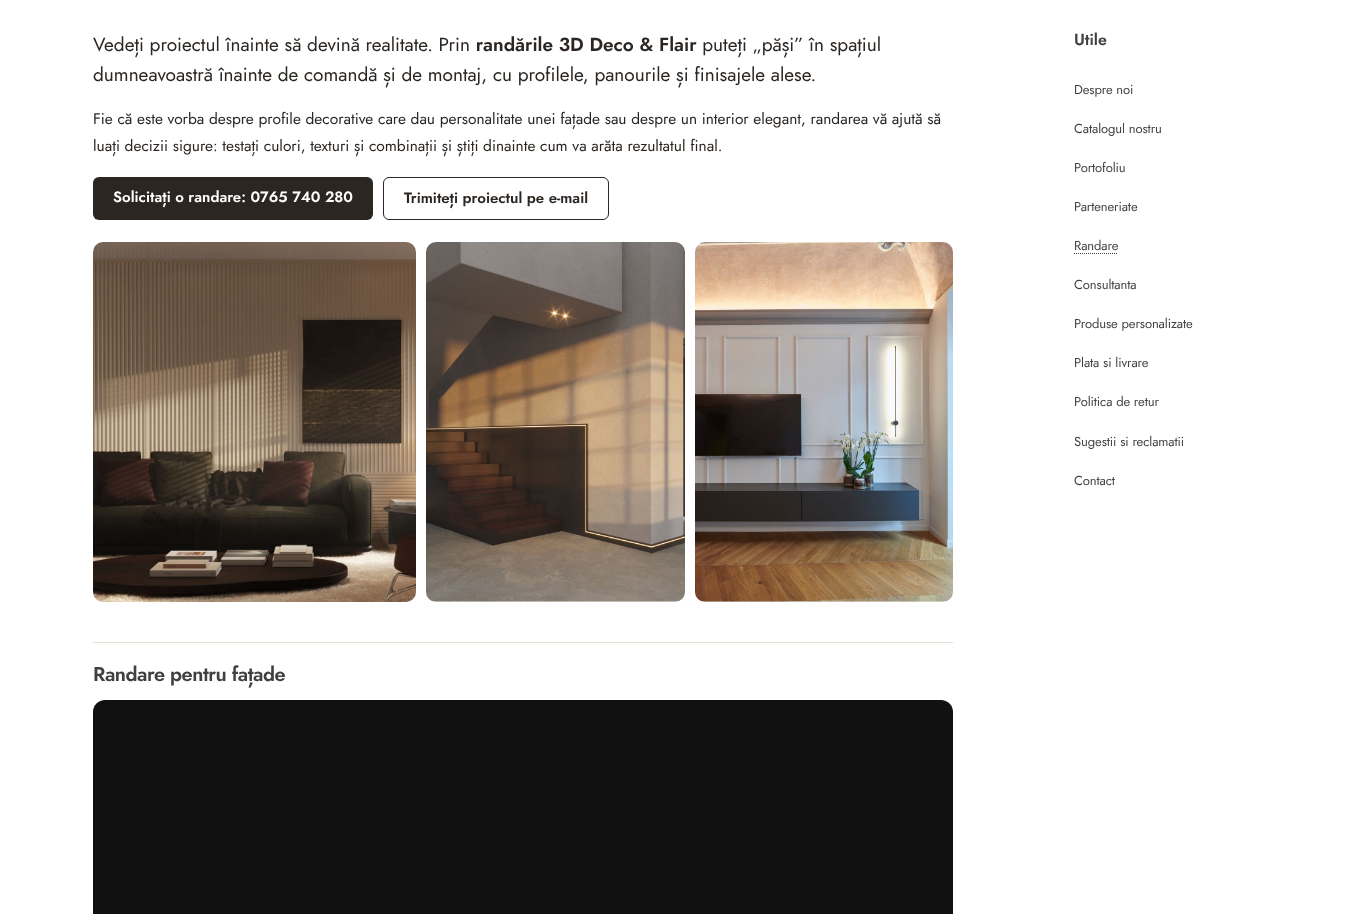 Vedeți proiectul înainte să devină realitate. Prin randările 3D Deco & Flair puteți „păși” în spațiul
dumneavoastră înainte de comandă și de montaj, cu profilele, panourile și finisajele alese.
Fie că este vorba despre profile decorative care dau personalitate unei fațade sau despre un interior elegant, randarea vă ajută să
luați decizii sigure: testați culori, texturi și combinații și știți dinainte cum va arăta rezultatul final.
Solicitați o randare: 0765 740 280
Trimiteți proiectul pe e-mail
Randare pentru fațade
Utile
Despre noi
Catalogul nostru
Portofoliu
Parteneriate
Randare
Consultanta
Produse personalizate
Plata si livrare
Politica de retur
Sugestii si reclamatii
Contact